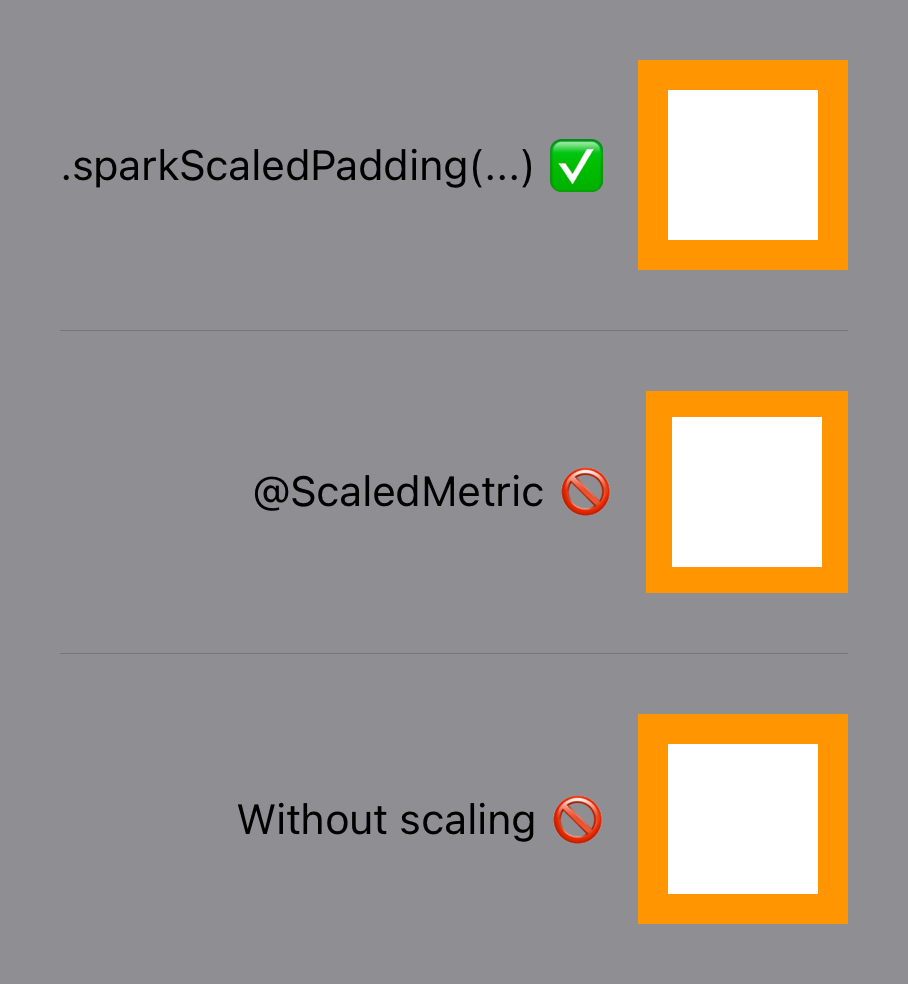 .sparkScaledPadding(...) ✅
@ScaledMetric 🚫
Without scaling 🚫